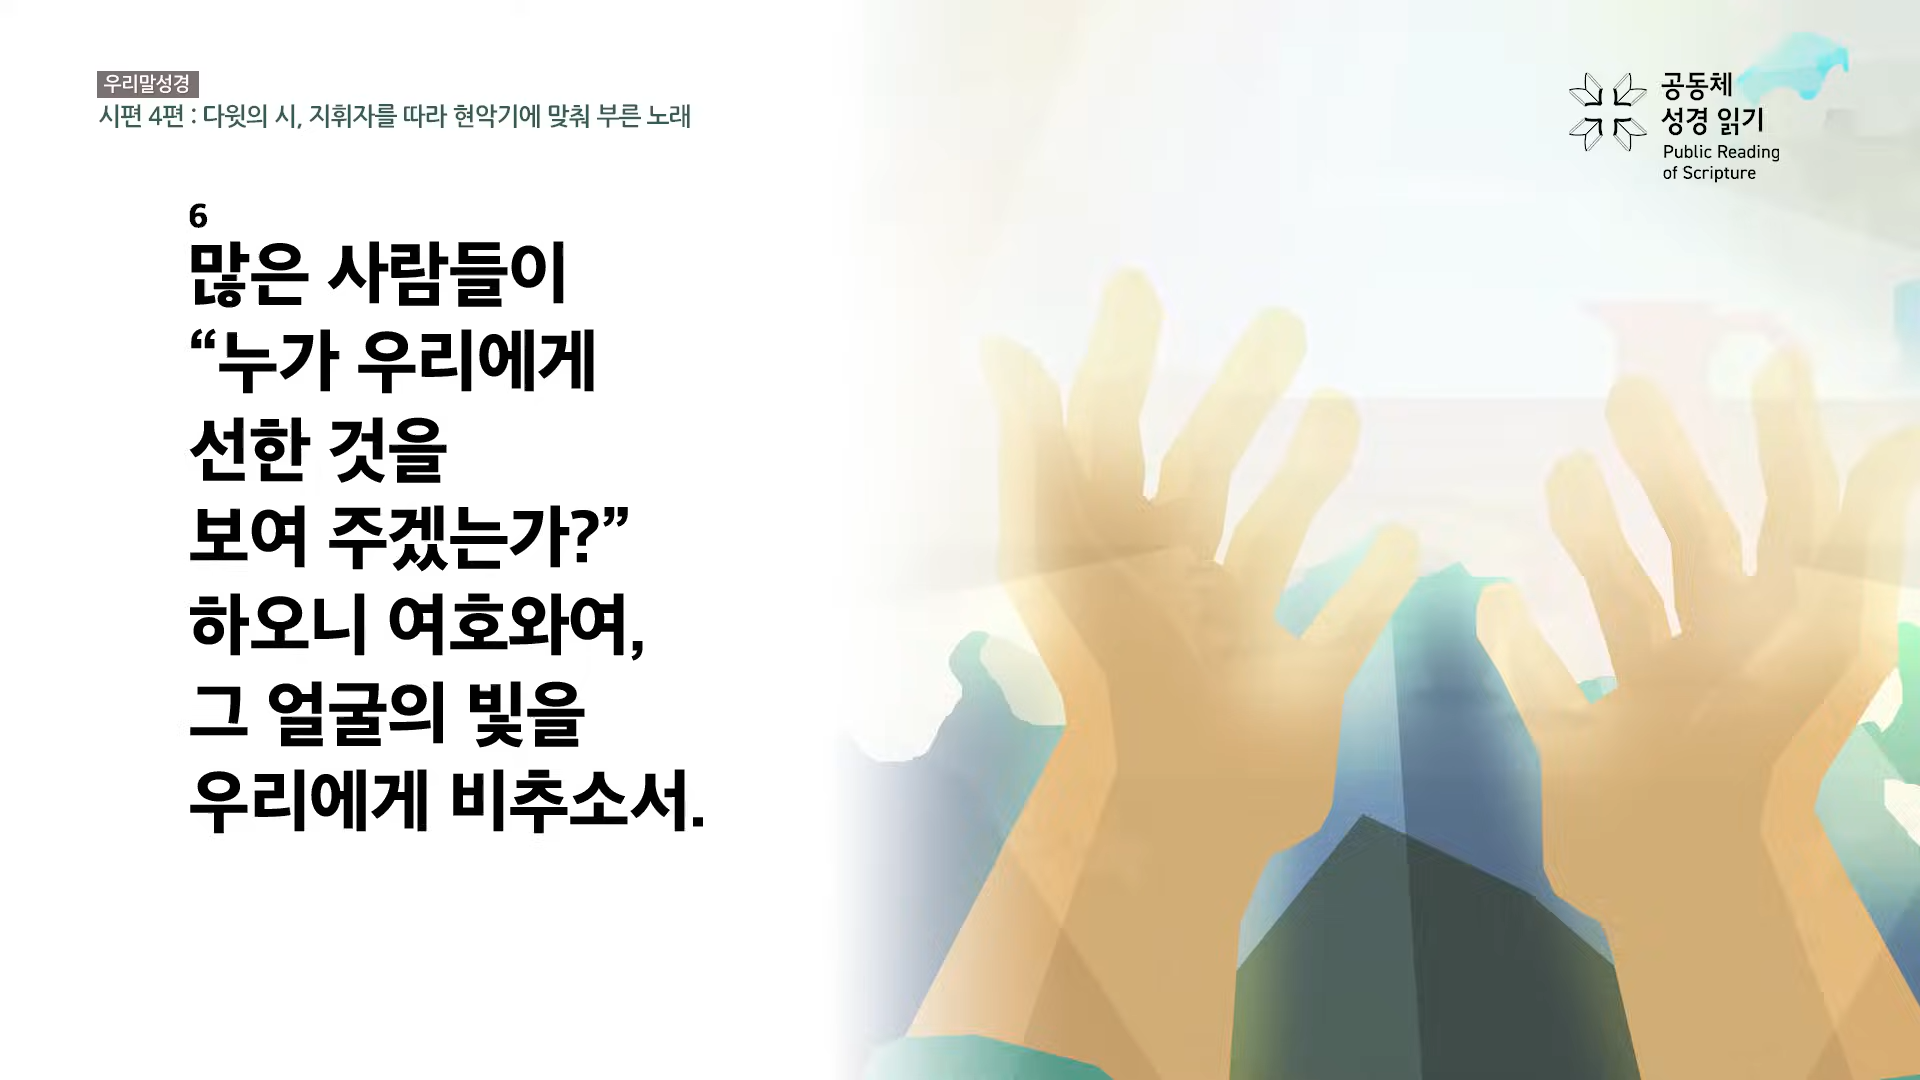 우리말성경
시편 4편 : 다윗의 시, 지휘자를 따라 현악기에 맞춰 부른 노래
공동체
성경 읽기
Public Reading
of Scripture
6
많은 사람들이
“누가 우리에게
선한 것을
보여 주겠는가?”
하오니 여호와여,
그 얼굴의 빛을
우리에게 비추소서.